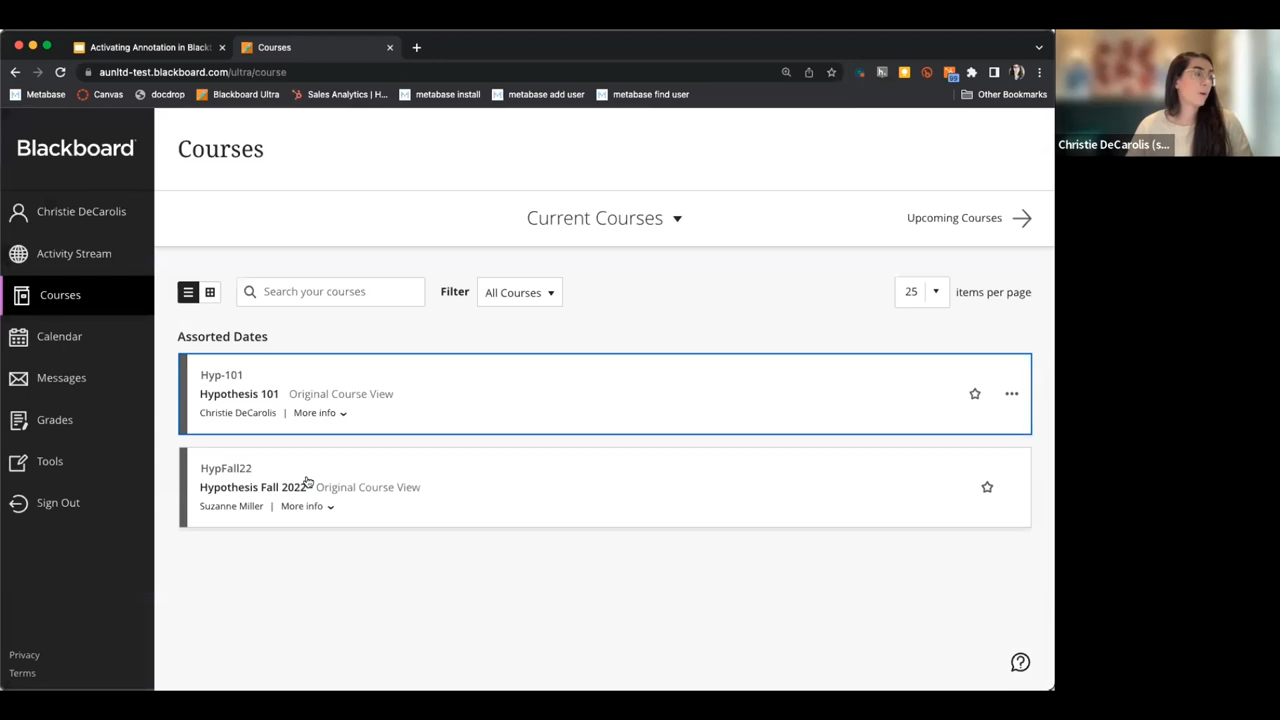 Activating Annotation in Blackt
Courses
aunltd-test.blackboard.com/ultra/course
Metabase
Canvas
docdrop
Blackboard Ultra
Sales Analytics | H...
metabase install
metabase add user
metabase find user
Other Bookmarks
Blackboard
Christie DeCarolis
Activity Stream
Courses
Calendar
Messages
Grades
Tools
Sign Out
Privacy
Terms
Courses
Current Courses
Upcoming Courses
Search your courses
Filter
All Courses
25 items per page
Assorted Dates
Hyp-101
Hypothesis 101 Original Course View
Christie DeCarolis | More info
HypFall22
Hypothesis Fall 2022 Original Course View
Suzanne Miller | More info
Christie DeCarolis (s...